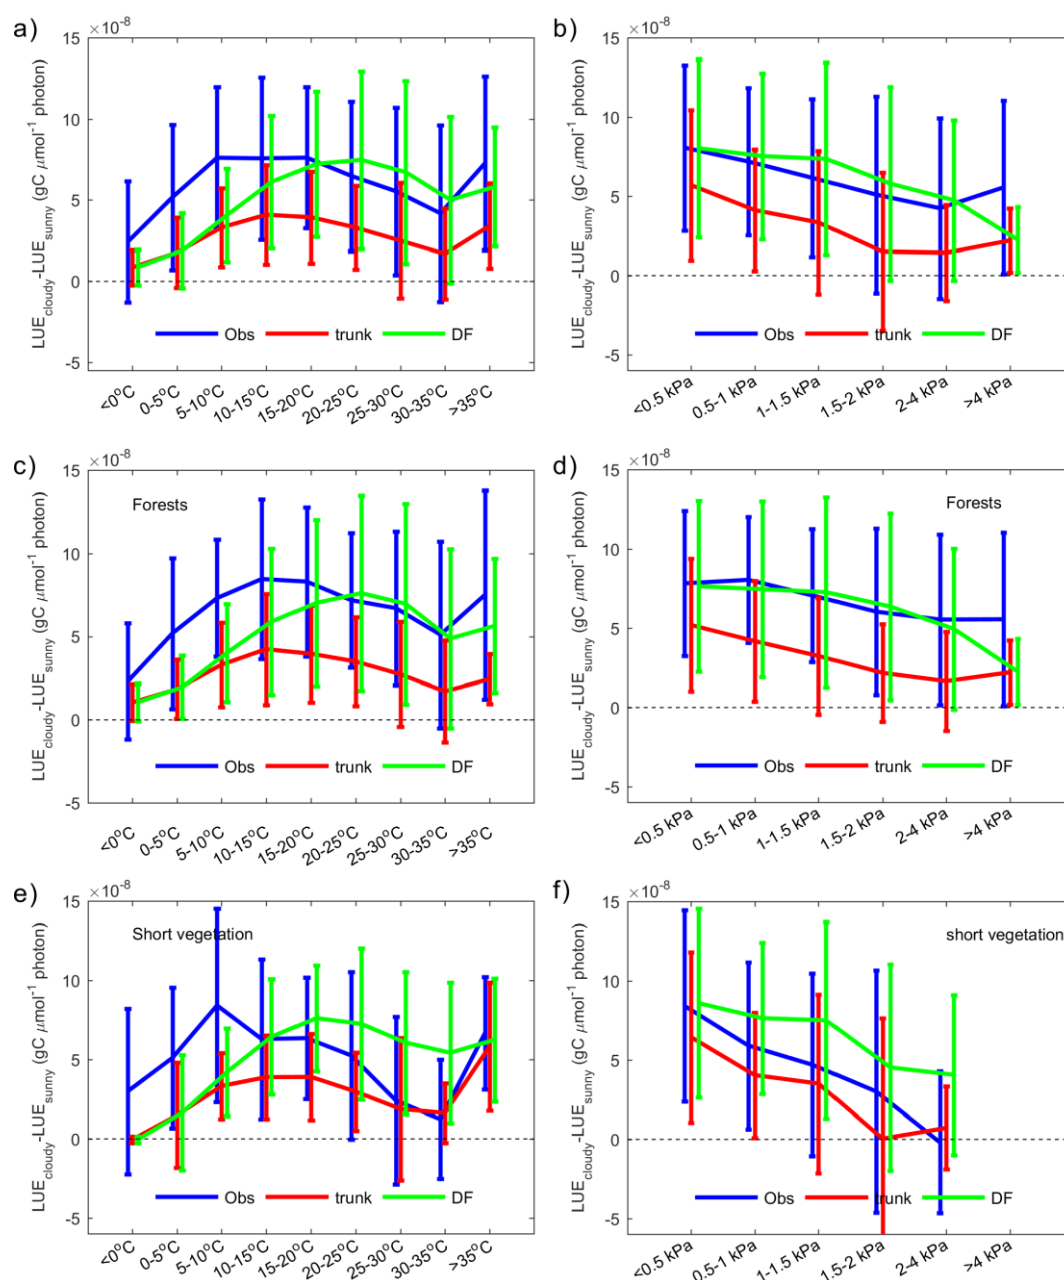 a)
×10⁻⁸
15
10
5
0
-5
LUE_cloudy-LUE_sunny (gC μmol⁻¹ photon)
Obs trunk DF
<0°C 0-5°C 5-10°C 10-15°C 15-20°C 20-25°C 25-30°C 30-35°C >35°C
b)
×10⁻⁸
15
10
5
0
-5
LUE_cloudy-LUE_sunny (gC μmol⁻¹ photon)
Obs trunk DF
<0.5 kPa 0.5-1 kPa 1-1.5 kPa 1.5-2 kPa 2-4 kPa >4 kPa
c)
×10⁻⁸
15
10
5
0
-5
LUE_cloudy-LUE_sunny (gC μmol⁻¹ photon)
Forests
Obs trunk DF
<0°C 0-5°C 5-10°C 10-15°C 15-20°C 20-25°C 25-30°C 30-35°C >35°C
d)
×10⁻⁸
15
10
5
0
-5
LUE_cloudy-LUE_sunny (gC μmol⁻¹ photon)
Forests
Obs trunk DF
<0.5 kPa 0.5-1 kPa 1-1.5 kPa 1.5-2 kPa 2-4 kPa >4 kPa
e)
×10⁻⁸
15
10
5
0
-5
LUE_cloudy-LUE_sunny (gC μmol⁻¹ photon)
Short vegetation
Obs trunk DF
<0°C 0-5°C 5-10°C 10-15°C 15-20°C 20-25°C 25-30°C 30-35°C >35°C
f)
×10⁻⁸
15
10
5
0
-5
LUE_cloudy-LUE_sunny (gC μmol⁻¹ photon)
short vegetation
Obs trunk DF
<0.5 kPa 0.5-1 kPa 1-1.5 kPa 1.5-2 kPa 2-4 kPa >4 kPa